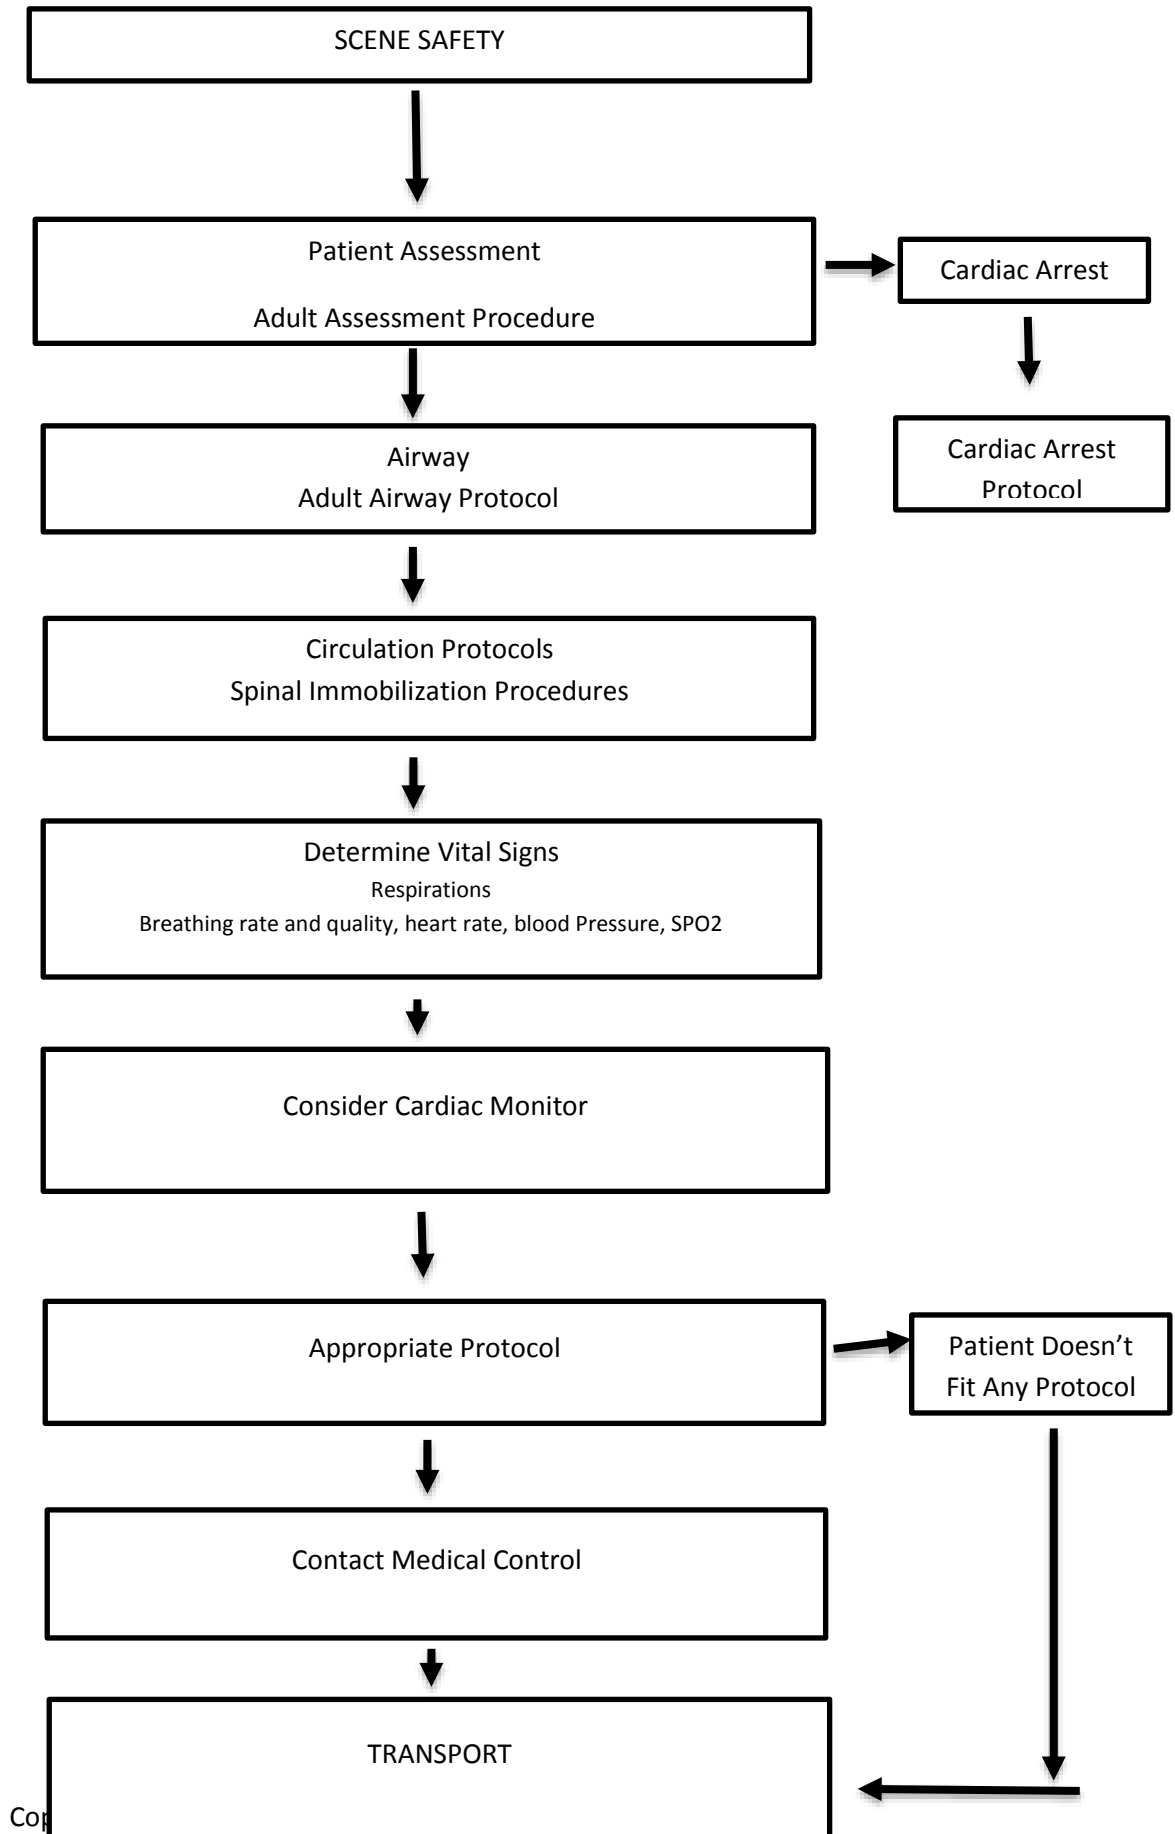 SCENE SAFETY
Patient Assessment
Adult Assessment Procedure
Cardiac Arrest
Airway
Adult Airway Protocol
Cardiac Arrest
Protocol
Circulation Protocols
Spinal Immobilization Procedures
Determine Vital Signs
Respirations
Breathing rate and quality, heart rate, blood Pressure, SPO2
Consider Cardiac Monitor
Appropriate Protocol
Patient Doesn’t
Fit Any Protocol
Contact Medical Control
TRANSPORT